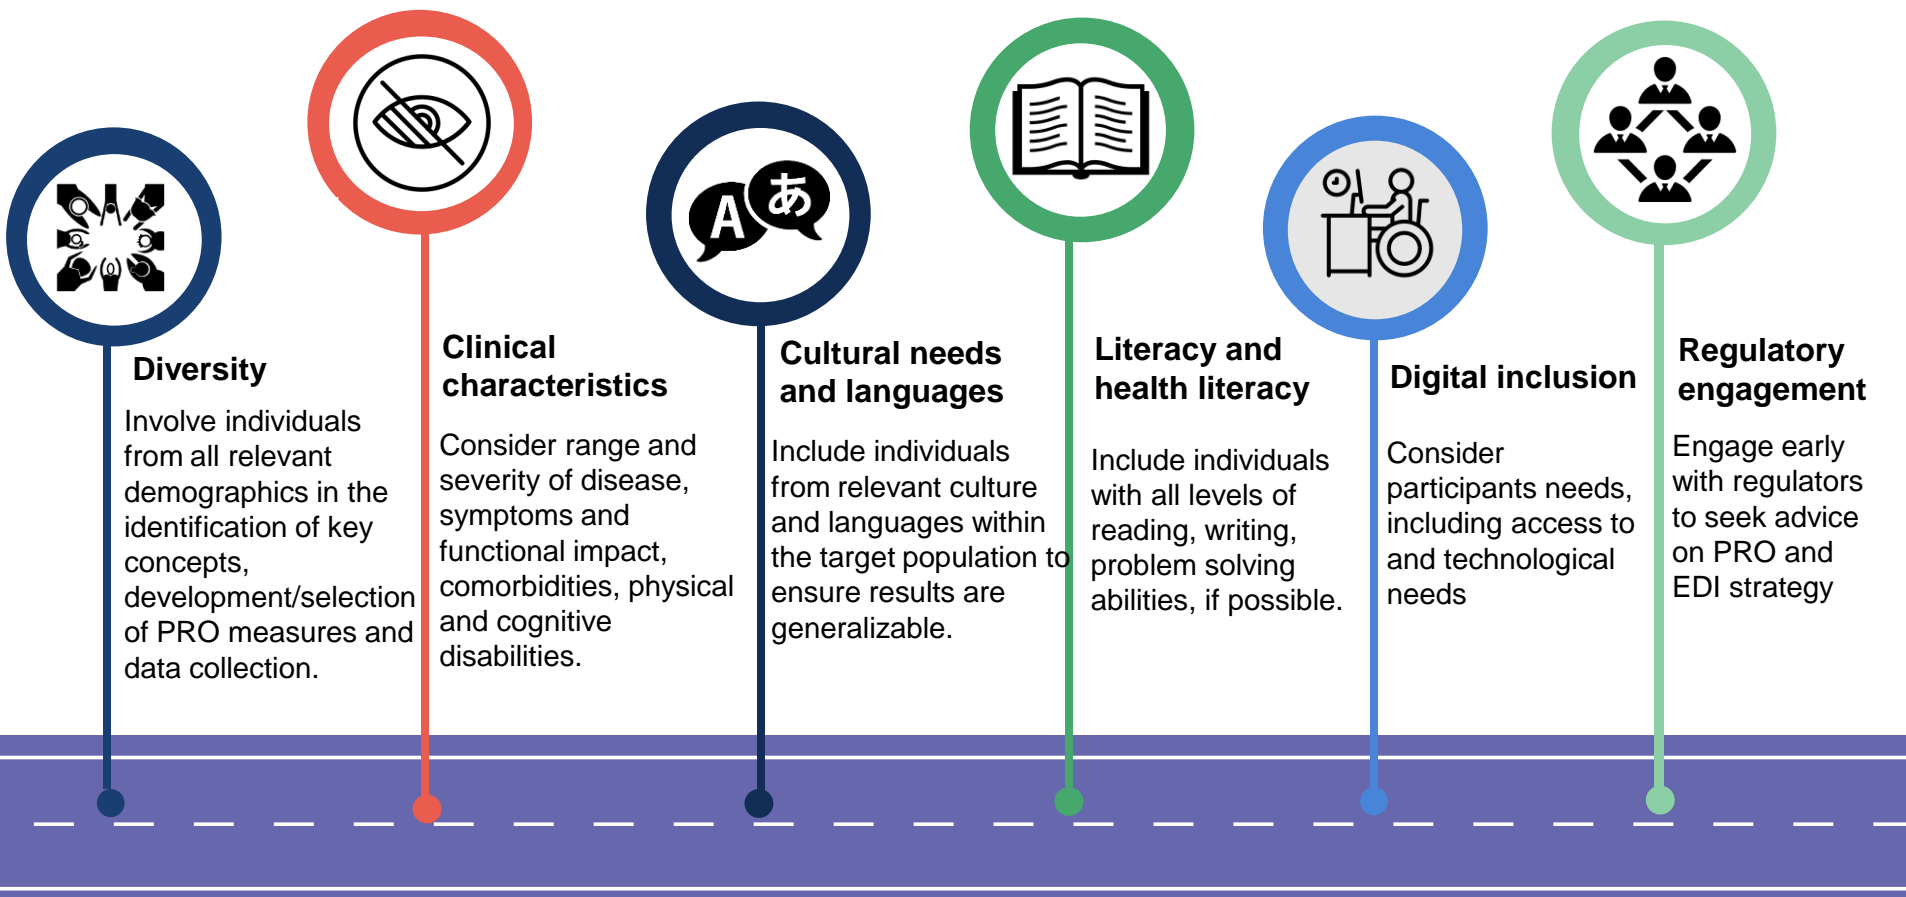 A
あ
Diversity
Involve individuals
from all relevant
demographics in the
identification of key
concepts,
development/selection
of PRO measures and
data collection.
Clinical
characteristics
Consider range and
severity of disease,
symptoms and
functional impact,
comorbidities, physical
and cognitive
disabilities.
Cultural needs
and languages
Include individuals
from relevant culture
and languages within
the target population to
ensure results are
generalizable.
Literacy and
health literacy
Include individuals
with all levels of
reading, writing,
problem solving
abilities, if possible.
Digital inclusion
Consider
participants needs,
including access to
and technological
needs
Regulatory
engagement
Engage early
with regulators
to seek advice
on PRO and
EDI strategy